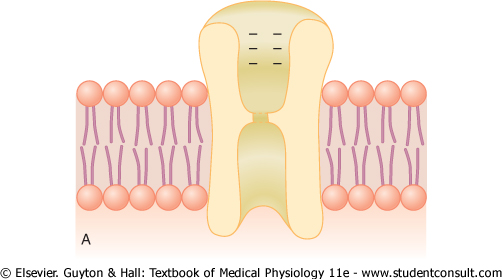 A
© Elsevier. Guyton & Hall: Textbook of Medical Physiology 11e - www.studentconsult.com